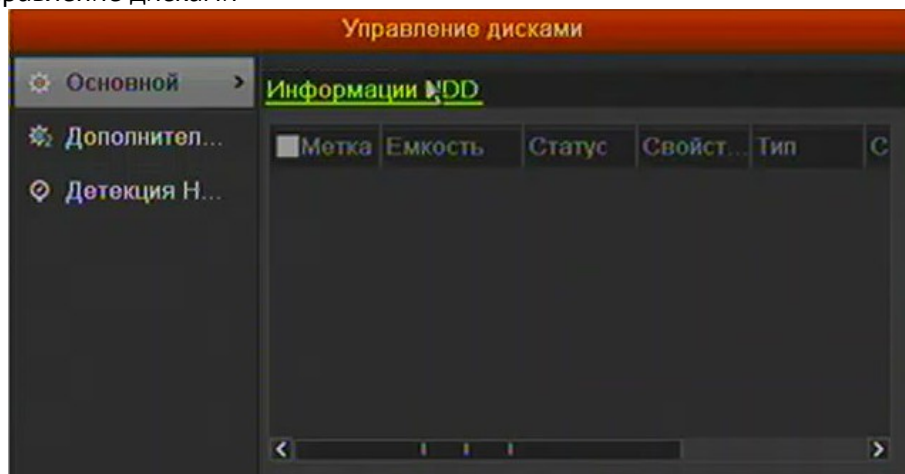 Управление дисками
Основной
Информации HDD
Дополнител...
Метка Емкость Статус Свойст... Тип С
Детекция Н...